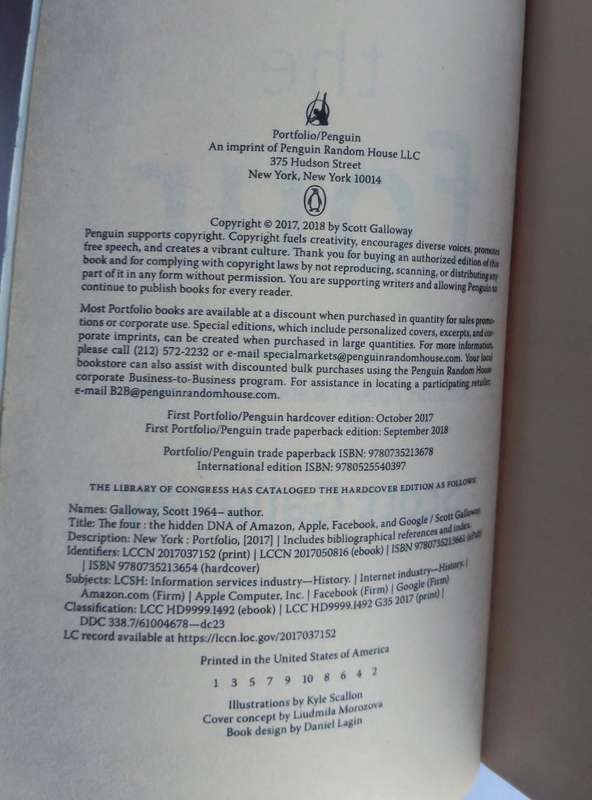 Portfolio/Penguin
An imprint of Penguin Random House LLC
375 Hudson Street
New York, New York 10014
Copyright © 2017, 2018 by Scott Galloway
Penguin supports copyright. Copyright fuels creativity, encourages diverse voices, promotes
free speech, and creates a vibrant culture. Thank you for buying an authorized edition of this
book and for complying with copyright laws by not reproducing, scanning, or distributing any
part of it in any form without permission. You are supporting writers and allowing Penguin to
continue to publish books for every reader.
Most Portfolio books are available at a discount when purchased in quantity for sales promo-
tions or corporate use. Special editions, which include personalized covers, excerpts, and cor-
porate imprints, can be created when purchased in large quantities. For more information,
please call (212) 572-2232 or e-mail specialmarkets@penguinrandomhouse.com. Your local
bookstore can also assist with discounted bulk purchases using the Penguin Random House
corporate Business-to-Business program. For assistance in locating a participating retailer,
e-mail B2B@penguinrandomhouse.com.
First Portfolio/Penguin hardcover edition: October 2017
First Portfolio/Penguin trade paperback edition: September 2018
Portfolio/Penguin trade paperback ISBN: 9780735213678
International edition ISBN: 9780525540397
THE LIBRARY OF CONGRESS HAS CATALOGED THE HARDCOVER EDITION AS FOLLOWS:
Names: Galloway, Scott 1964– author.
Title: The four : the hidden DNA of Amazon, Apple, Facebook, and Google / Scott Galloway
Description: New York : Portfolio, [2017] | Includes bibliographical references and index.
Identifiers: LCCN 2017037152 (print) | LCCN 2017050816 (ebook) | ISBN 9780735213661 (ePub)
| ISBN 9780735213654 (hardcover)
Subjects: LCSH: Information services industry—History. | Internet industry—History. |
Amazon.com (Firm) | Apple Computer, Inc. | Facebook (Firm) | Google (Firm)
Classification: LCC HD9999.I492 (ebook) | LCC HD9999.I492 G35 2017 (print) |
DDC 338.7/61004678—dc23
LC record available at https://lccn.loc.gov/2017037152
Printed in the United States of America
1 3 5 7 9 10 8 6 4 2
Illustrations by Kyle Scallon
Cover concept by Liudmila Morozova
Book design by Daniel Lagin